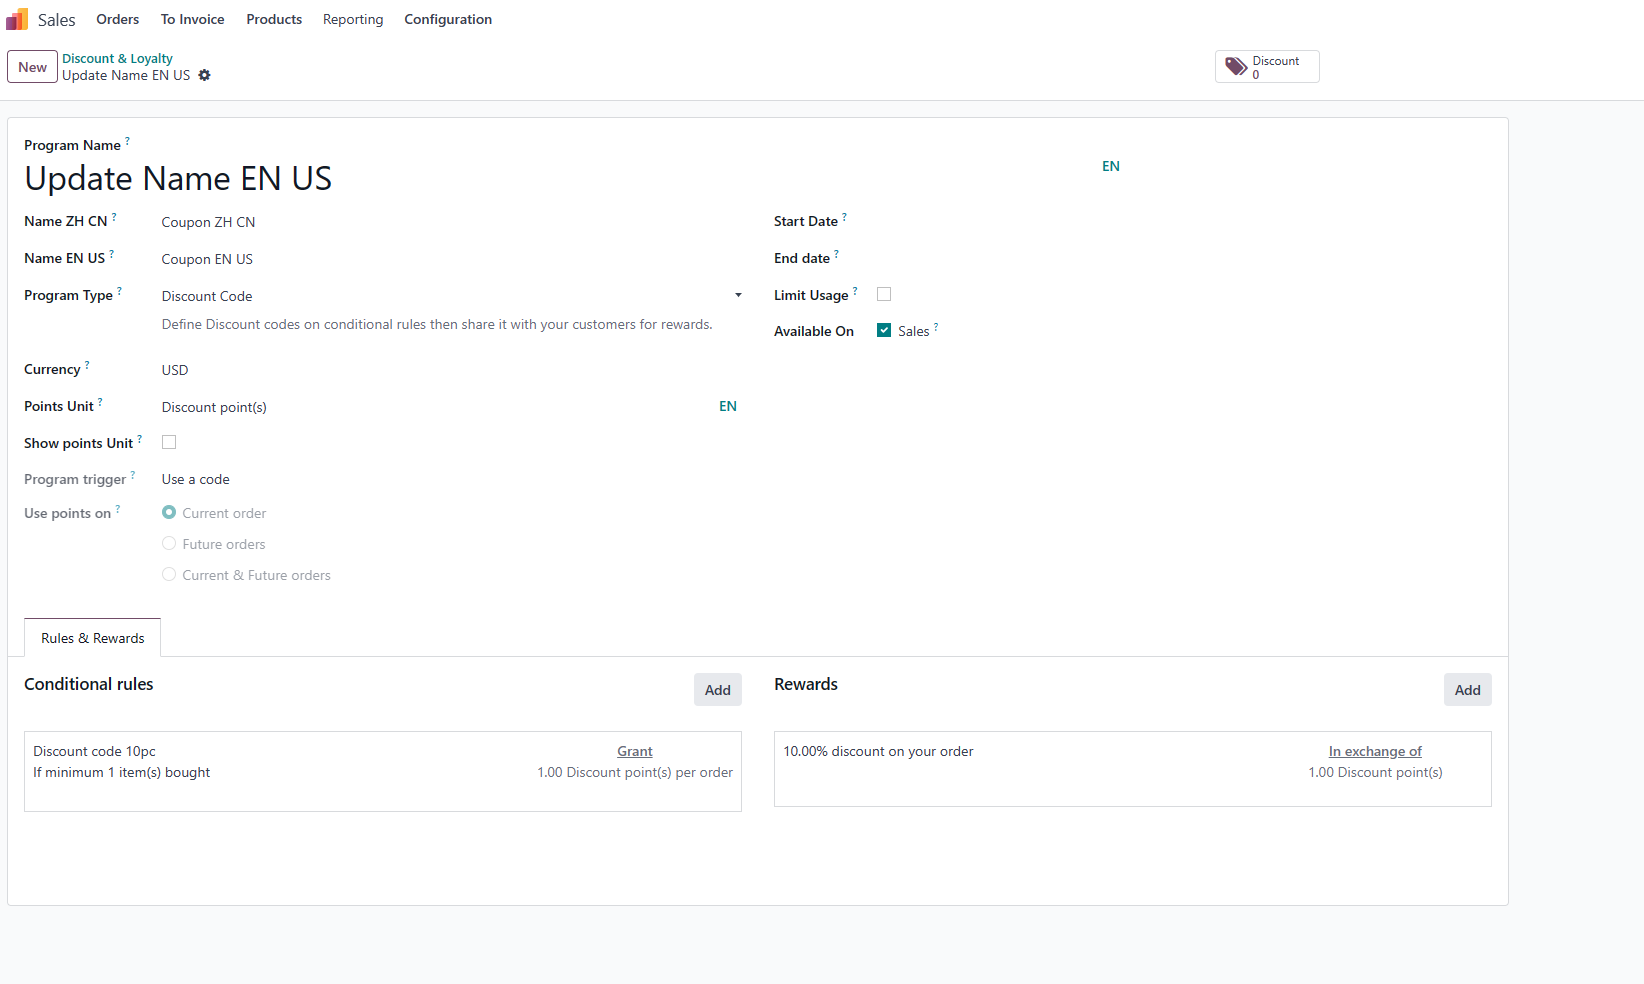 Sales Orders To Invoice Products Reporting Configuration
New
Discount & Loyalty
Update Name EN US
Discount
0
Program Name ?
Update Name EN US
EN
Name ZH CN ? Coupon ZH CN
Name EN US ? Coupon EN US
Program Type ? Discount Code
Define Discount codes on conditional rules then share it with your customers for rewards.
Currency ? USD
Points Unit ? Discount point(s) EN
Show points Unit ?
Program trigger ? Use a code
Use points on ? Current order
Future orders
Current & Future orders
Start Date ?
End date ?
Limit Usage ?
Available On Sales ?
Rules & Rewards
Conditional rules Add
Discount code 10pc Grant
If minimum 1 item(s) bought 1.00 Discount point(s) per order
Rewards Add
10.00% discount on your order In exchange of
1.00 Discount point(s)